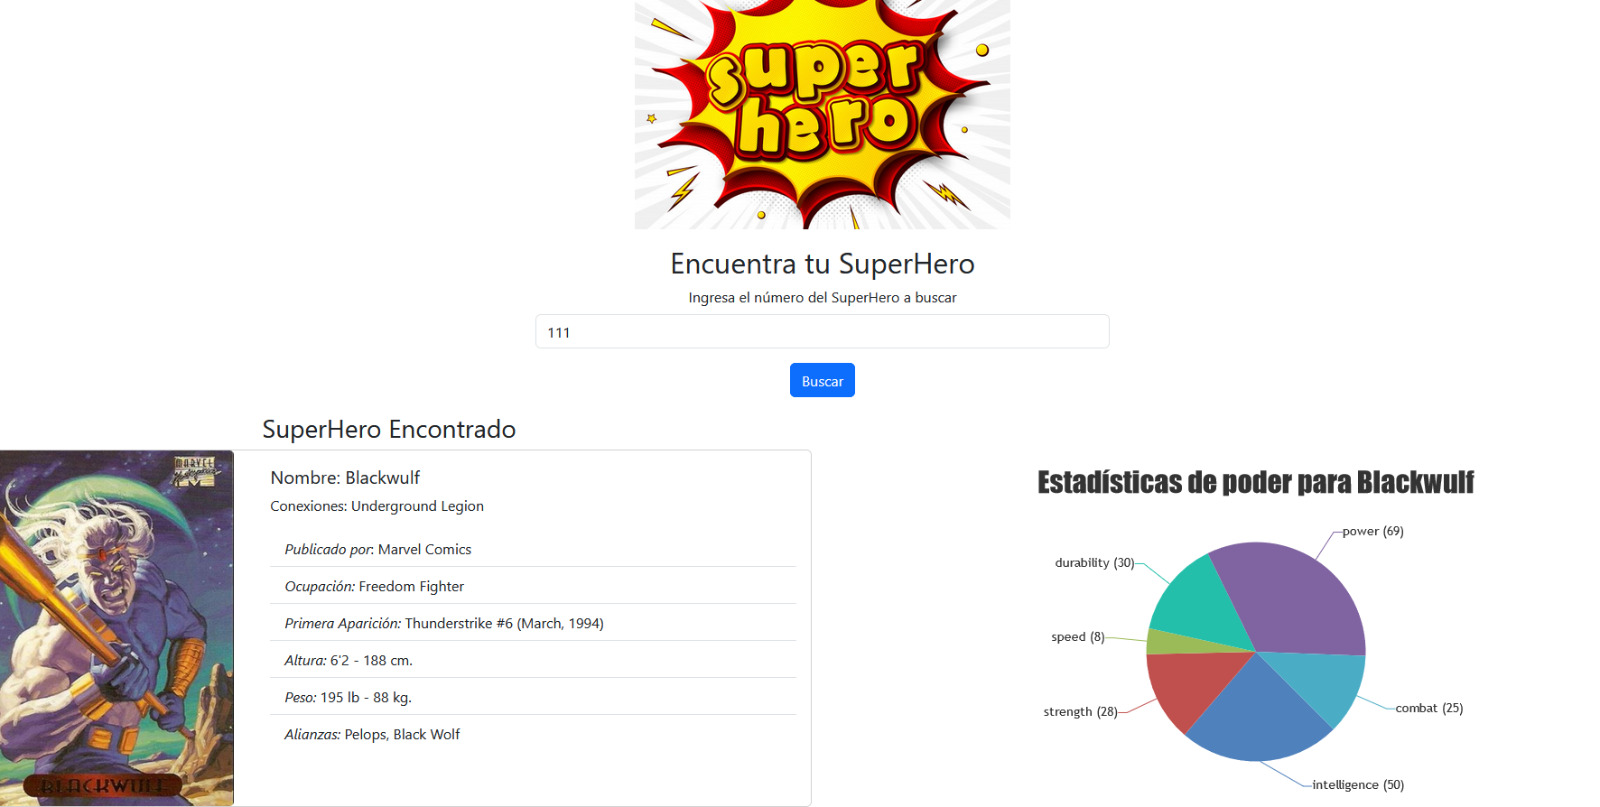 super
hero
Encuentra tu SuperHero
Ingresa el número del SuperHero a buscar
111
Buscar
SuperHero Encontrado
MARVEL
BLACKWULF
Nombre: Blackwulf
Conexiones: Underground Legion
Publicado por: Marvel Comics
Ocupación: Freedom Fighter
Primera Aparición: Thunderstrike #6 (March, 1994)
Altura: 6'2 - 188 cm.
Peso: 195 lb - 88 kg.
Alianzas: Pelops, Black Wolf
Estadísticas de poder para Blackwulf
power (69)
durability (30)
speed (8)
strength (28)
combat (25)
intelligence (50)